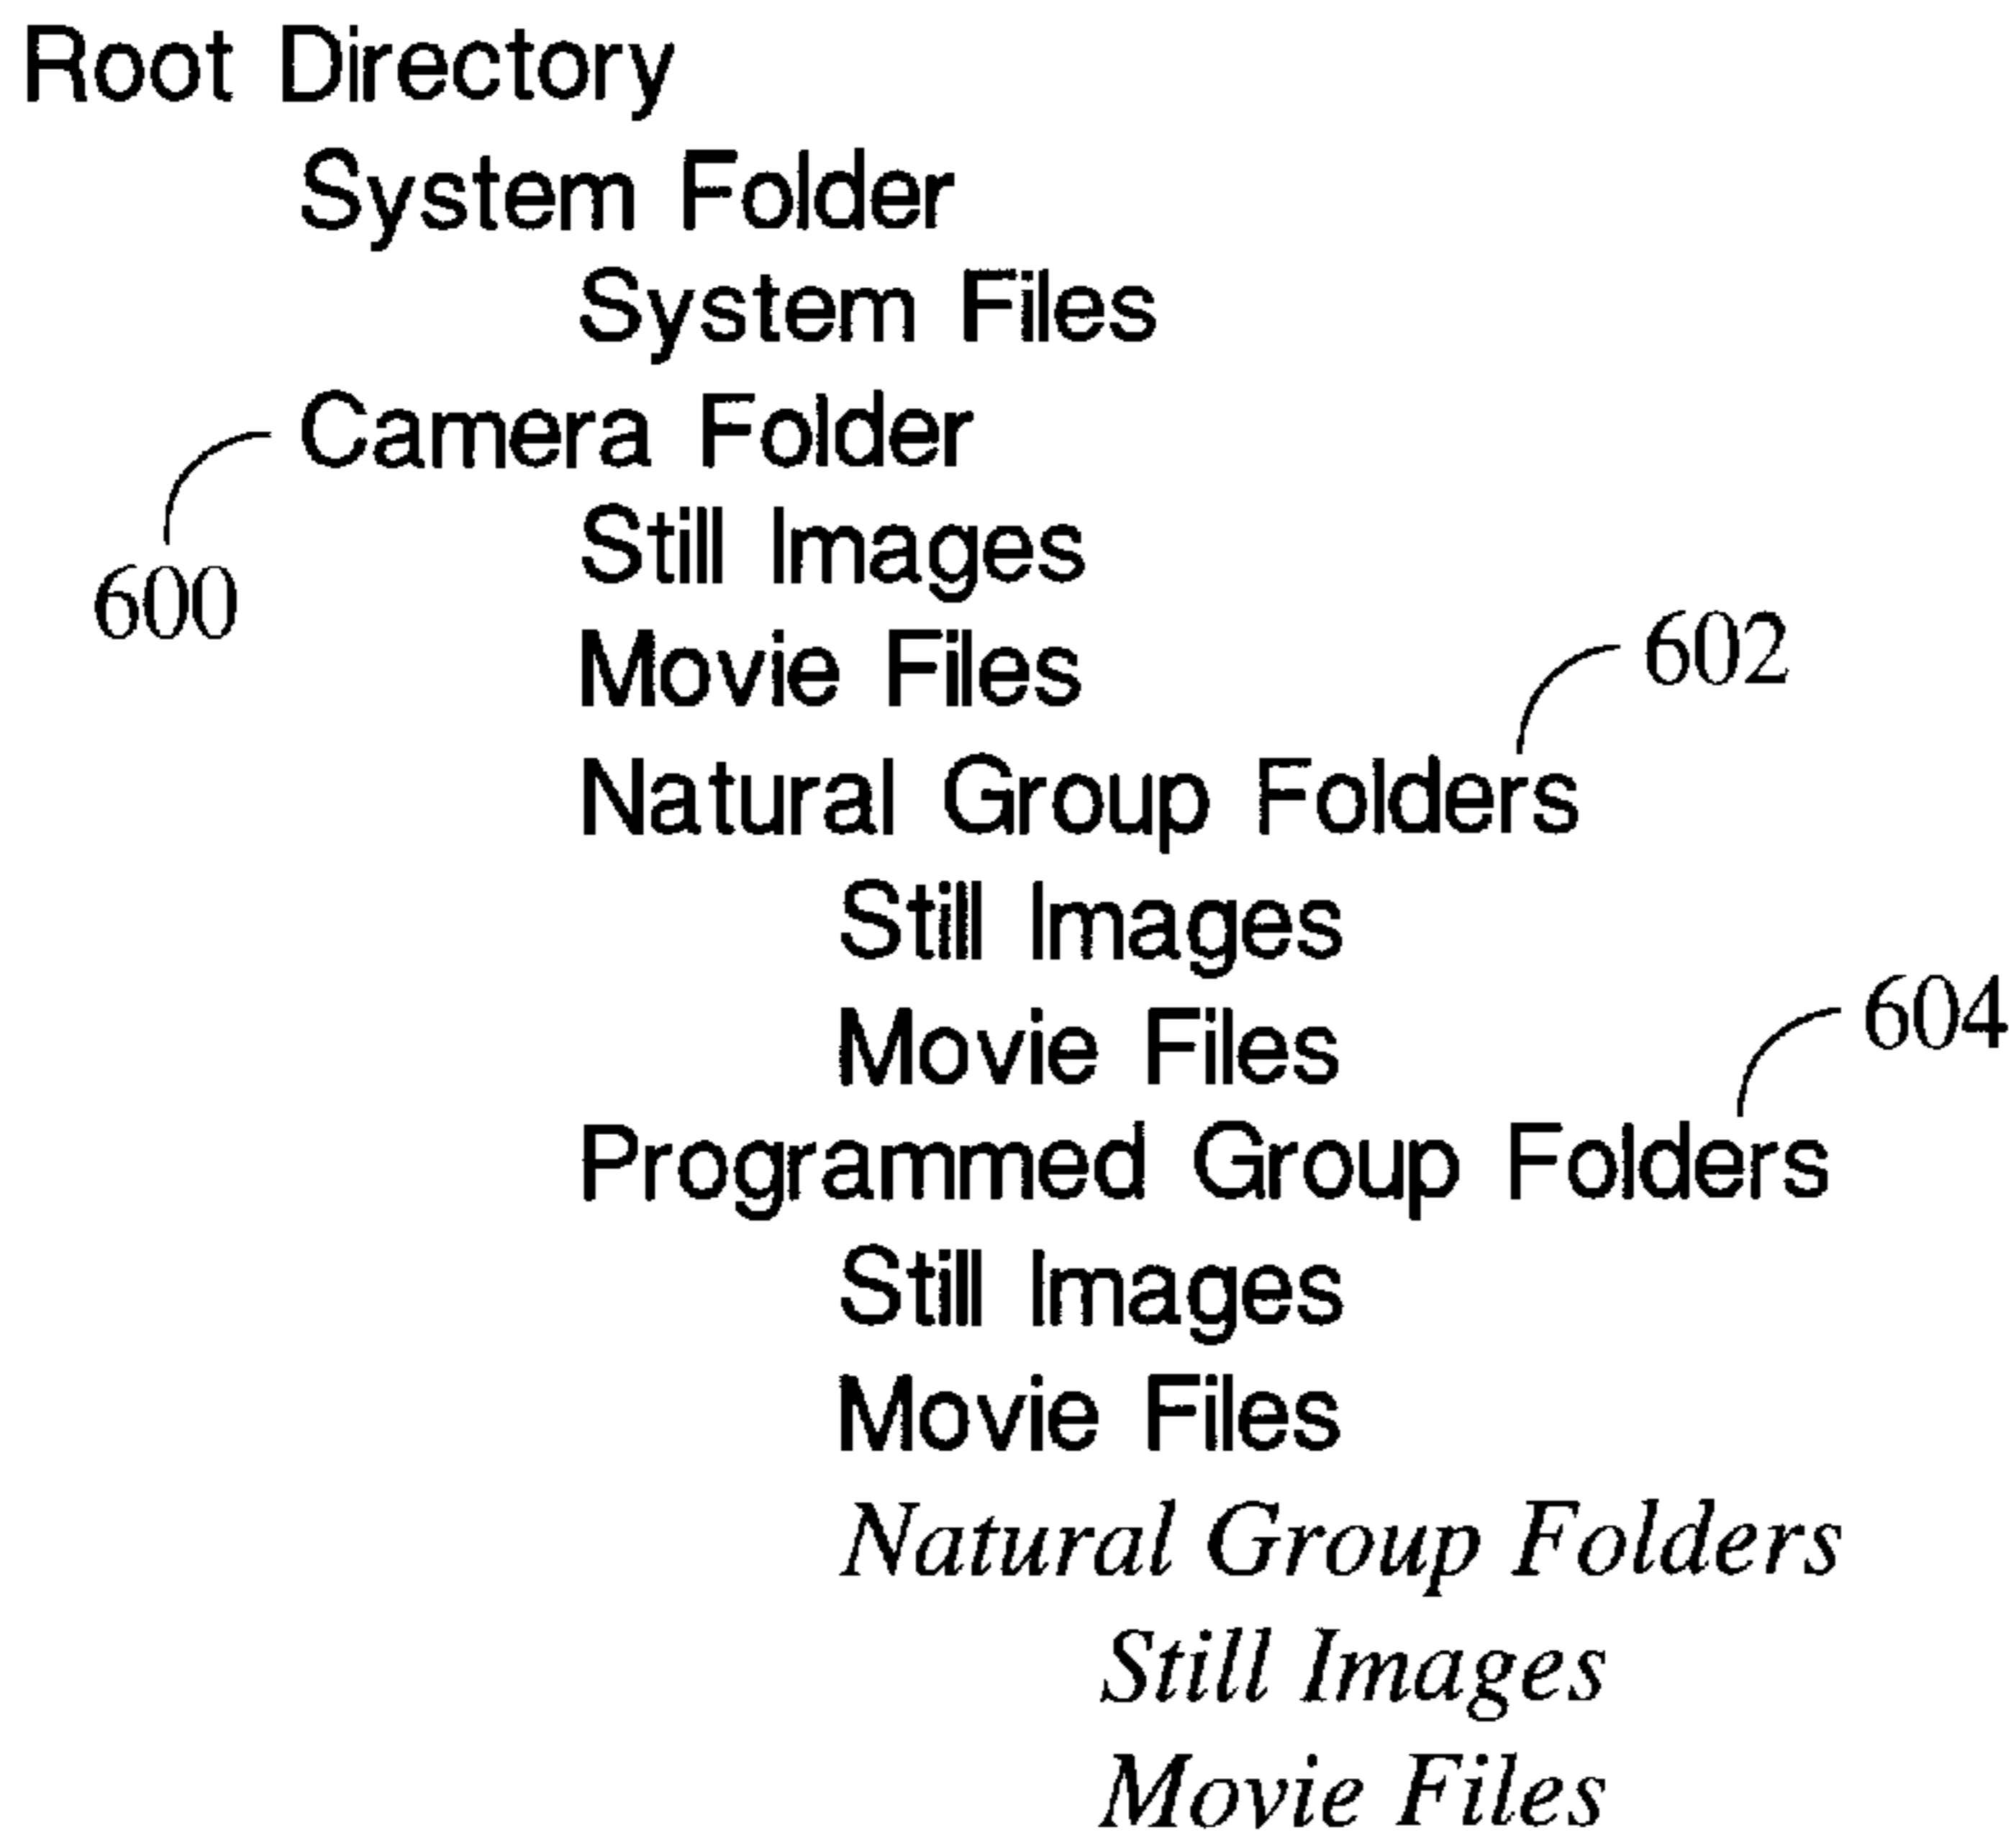 Root Directory
System Folder
System Files
Camera Folder
600
Still Images
Movie Files
602
Natural Group Folders
Still Images
Movie Files
604
Programmed Group Folders
Still Images
Movie Files
Natural Group Folders
Still Images
Movie Files